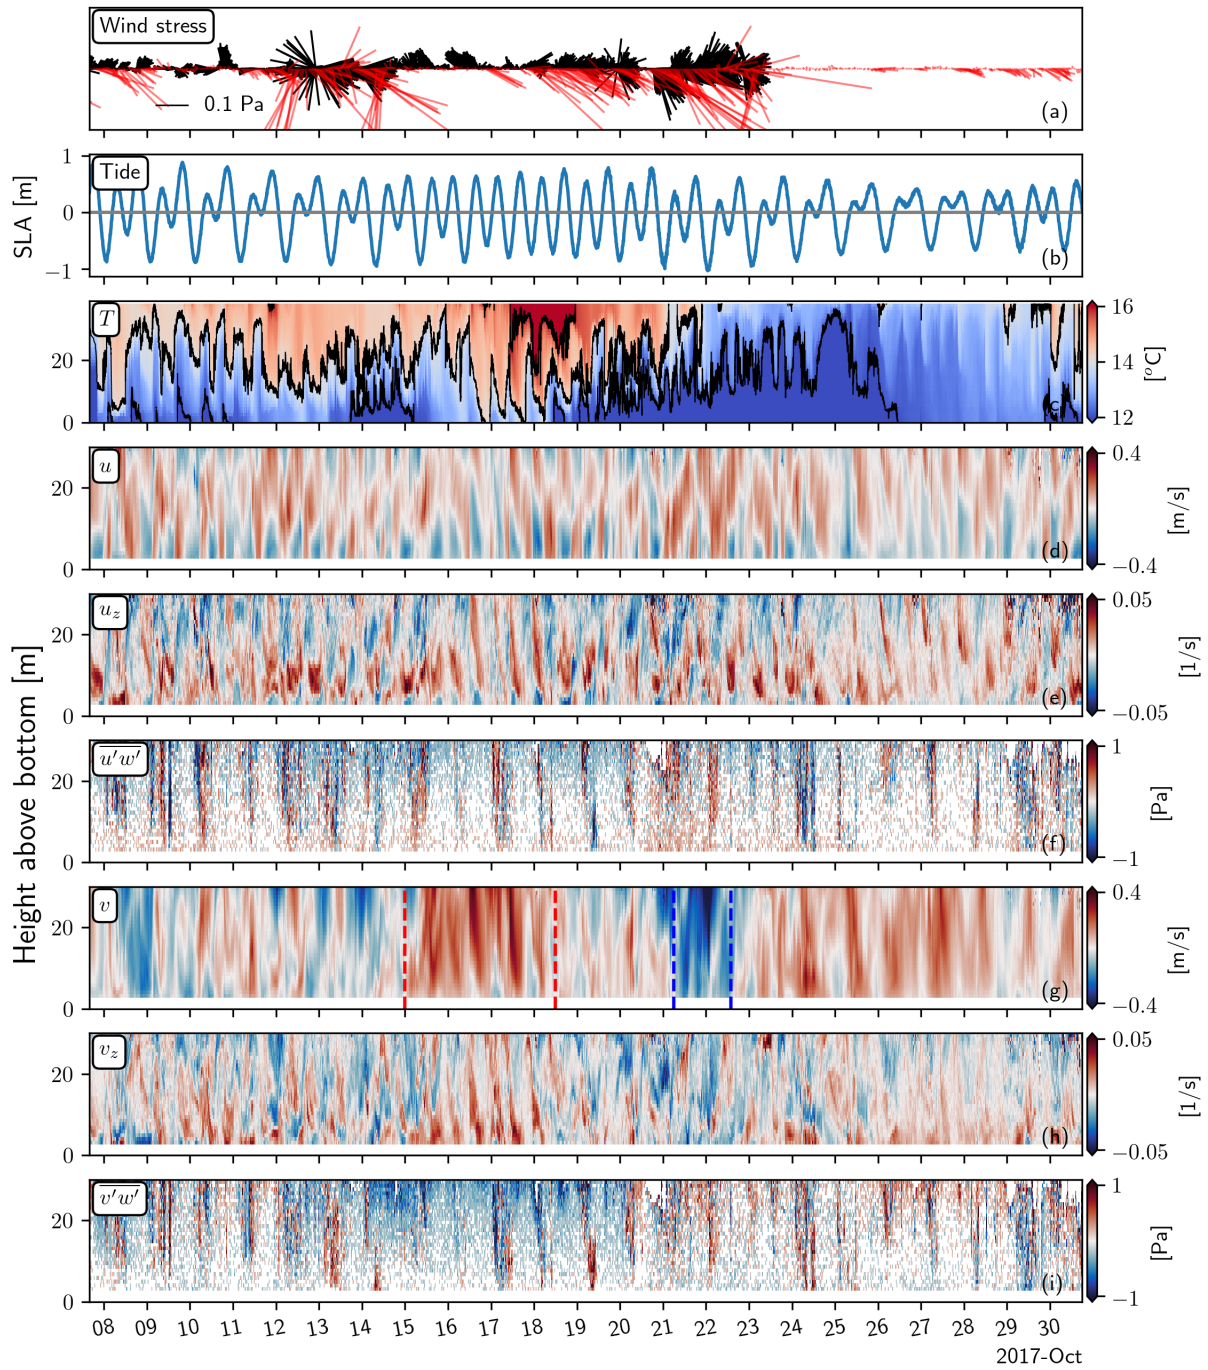 Wind stress
0.1 Pa
(a)
SLA [m]
1
0
−1
Tide
(b)
T
20
0
(c)
16
14
12
[°C]
Height above bottom [m]
u
20
0
(d)
0.4
−0.4
[m/s]
u_z
20
0
(e)
0.05
−0.05
[1/s]
u′w′
20
0
(f)
1
−1
[Pa]
v
20
0
(g)
0.4
−0.4
[m/s]
v_z
20
0
(h)
0.05
−0.05
[1/s]
v′w′
20
0
(i)
1
−1
[Pa]
08 09 10 11 12 13 14 15 16 17 18 19 20 21 22 23 24 25 26 27 28 29 30
2017-Oct